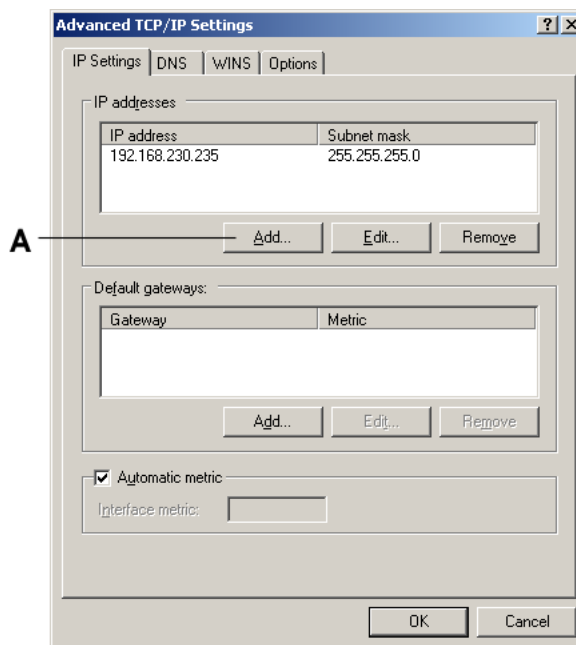 Advanced TCP/IP Settings
IP Settings DNS WINS Options
IP addresses
IP address Subnet mask
192.168.230.235 255.255.255.0
A
Add... Edit... Remove
Default gateways:
Gateway Metric
Add... Edit... Remove
Automatic metric
Interface metric:
OK Cancel